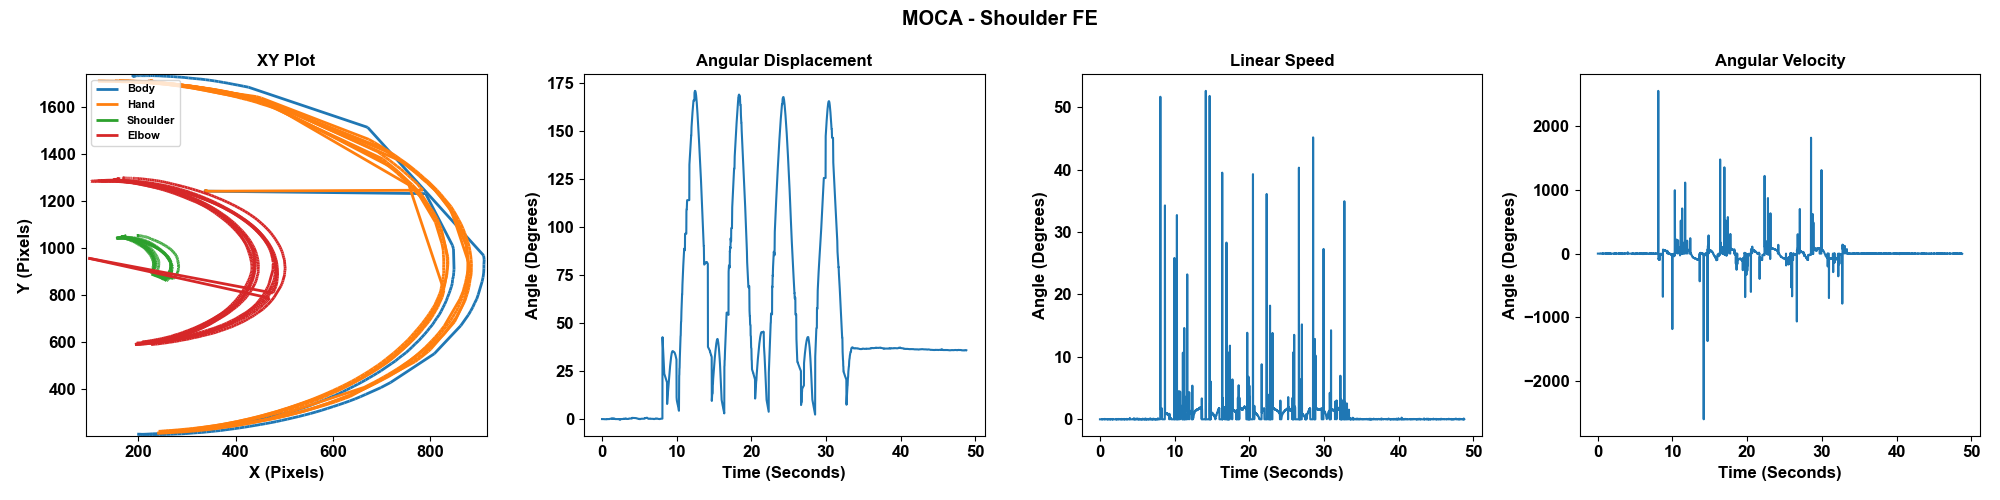 MOCA - Shoulder FE
XY Plot
Body
Hand
Shoulder
Elbow
1600
1400
1200
1000
800
600
400
Y (Pixels)
200
400
600
800
X (Pixels)
Angular Displacement
175
150
125
100
75
50
25
0
Angle (Degrees)
0
10
20
30
40
50
Time (Seconds)
Linear Speed
50
40
30
20
10
0
Angle (Degrees)
0
10
20
30
40
50
Time (Seconds)
Angular Velocity
2000
1000
0
−1000
−2000
Angle (Degrees)
0
10
20
30
40
50
Time (Seconds)